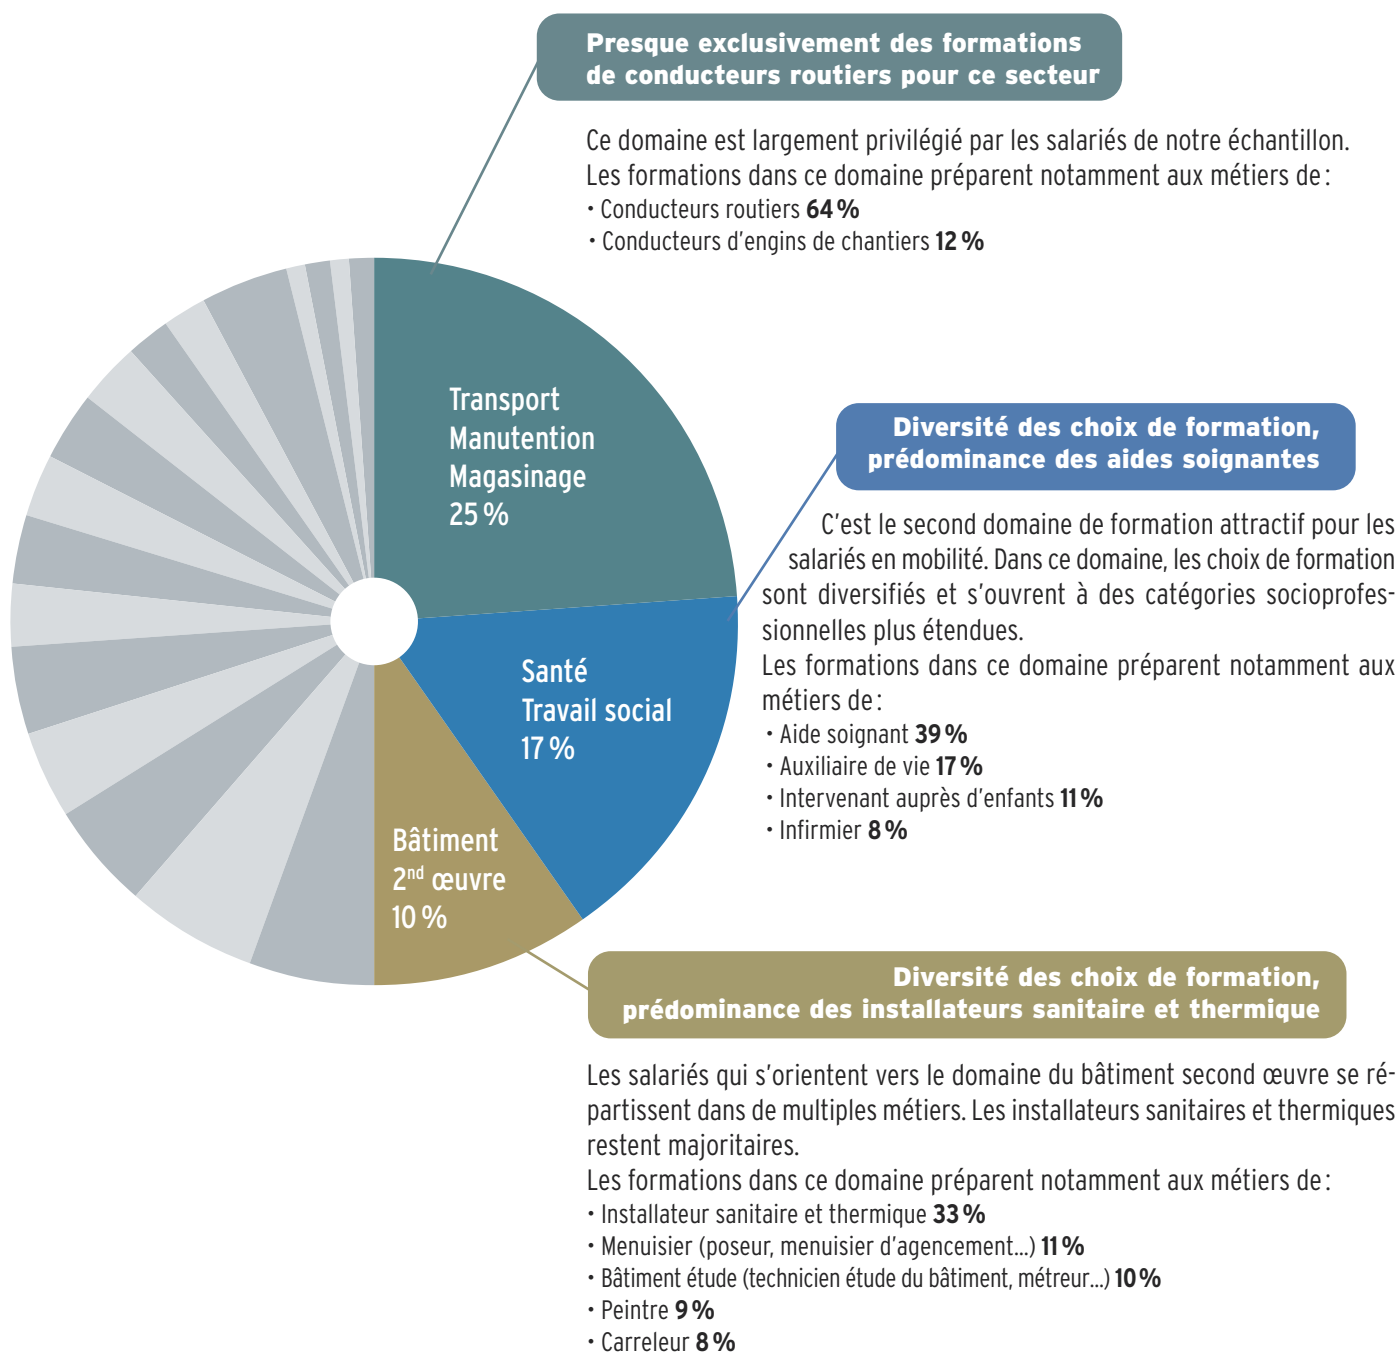 Presque exclusivement des formations
de conducteurs routiers pour ce secteur
Ce domaine est largement privilégié par les salariés de notre échantillon.
Les formations dans ce domaine préparent notamment aux métiers de :
• Conducteurs routiers 64 %
• Conducteurs d’engins de chantiers 12 %
Transport
Manutention
Magasinage
25 %
Diversité des choix de formation,
prédominance des aides soignantes
C’est le second domaine de formation attractif pour les
salariés en mobilité. Dans ce domaine, les choix de formation
sont diversifiés et s’ouvrent à des catégories socioprofes-
sionnelles plus étendues.
Les formations dans ce domaine préparent notamment aux
métiers de :
• Aide soignant 39 %
• Auxiliaire de vie 17 %
• Intervenant auprès d’enfants 11 %
• Infirmier 8 %
Santé
Travail social
17 %
Bâtiment
2nd œuvre
10 %
Diversité des choix de formation,
prédominance des installateurs sanitaire et thermique
Les salariés qui s’orientent vers le domaine du bâtiment second œuvre se ré-
partissent dans de multiples métiers. Les installateurs sanitaires et thermiques
restent majoritaires.
Les formations dans ce domaine préparent notamment aux métiers de :
• Installateur sanitaire et thermique 33 %
• Menuisier (poseur, menuisier d’agencement...) 11 %
• Bâtiment étude (technicien étude du bâtiment, métreur...) 10 %
• Peintre 9 %
• Carreleur 8 %